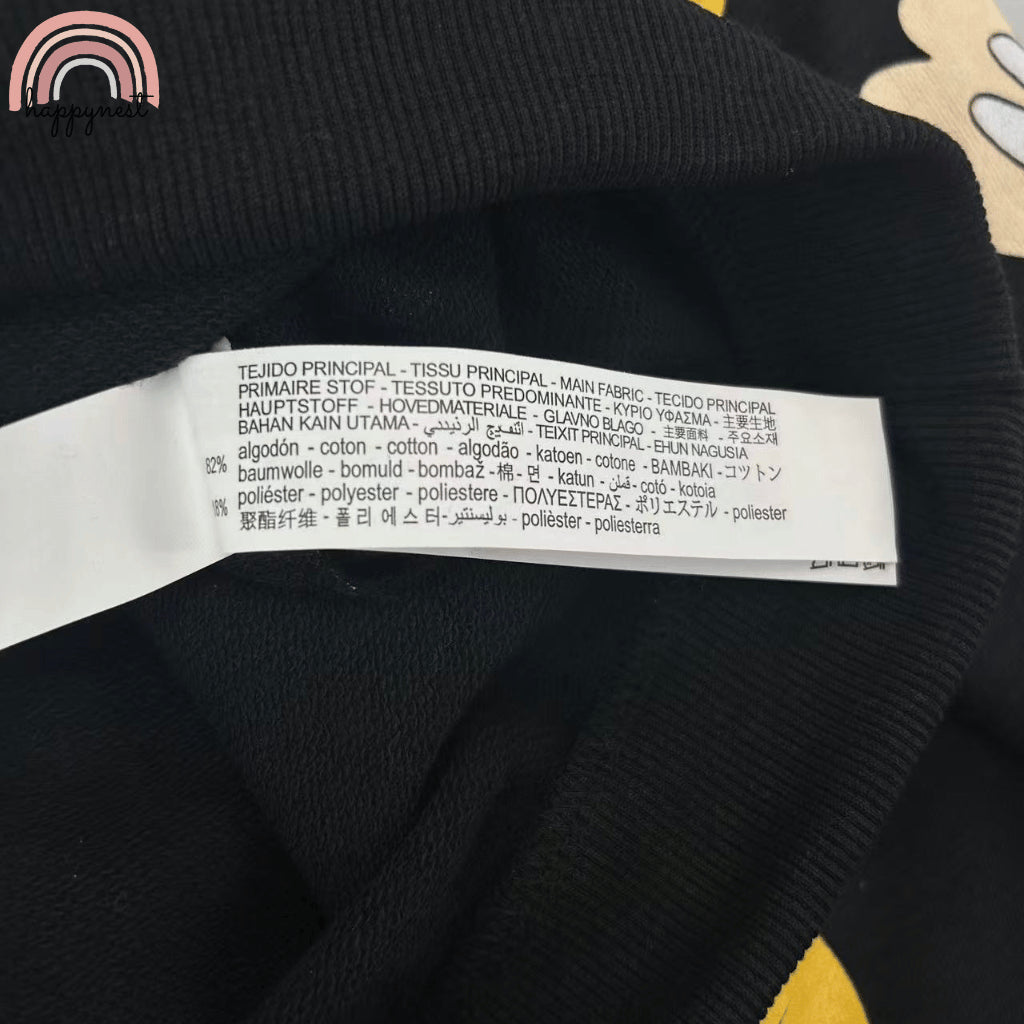 happynest
TEJIDO PRINCIPAL - TISSU PRINCIPAL - MAIN FABRIC - TECIDO PRINCIPAL
PRIMAIRE STOF - TESSUTO PREDOMINANTE - ΚΥΡΙΟ ΥΦΑΣΜΑ - 主要生地
HAUPTSTOFF - HOVEDMATERIALE - GLAVNO BLAGO - 主要面料 - 주요소재
BAHAN KAIN UTAMA - - TEIXIT PRINCIPAL - EHUN NAGUSIA
82% algodón - coton - cotton - algodão - katoen - cotone - BAMBAKI - コットン
baumwolle - bomuld - bombaž - 棉 - 면 - katun - قطن - cotó - kotoia
18% poliéster - polyester - poliestere - ΠΟΛΥΕΣΤΕΡΑΣ - ポリエステル - poliester
聚酯纤维 - 폴리에스터 - - polièster - poliesterra